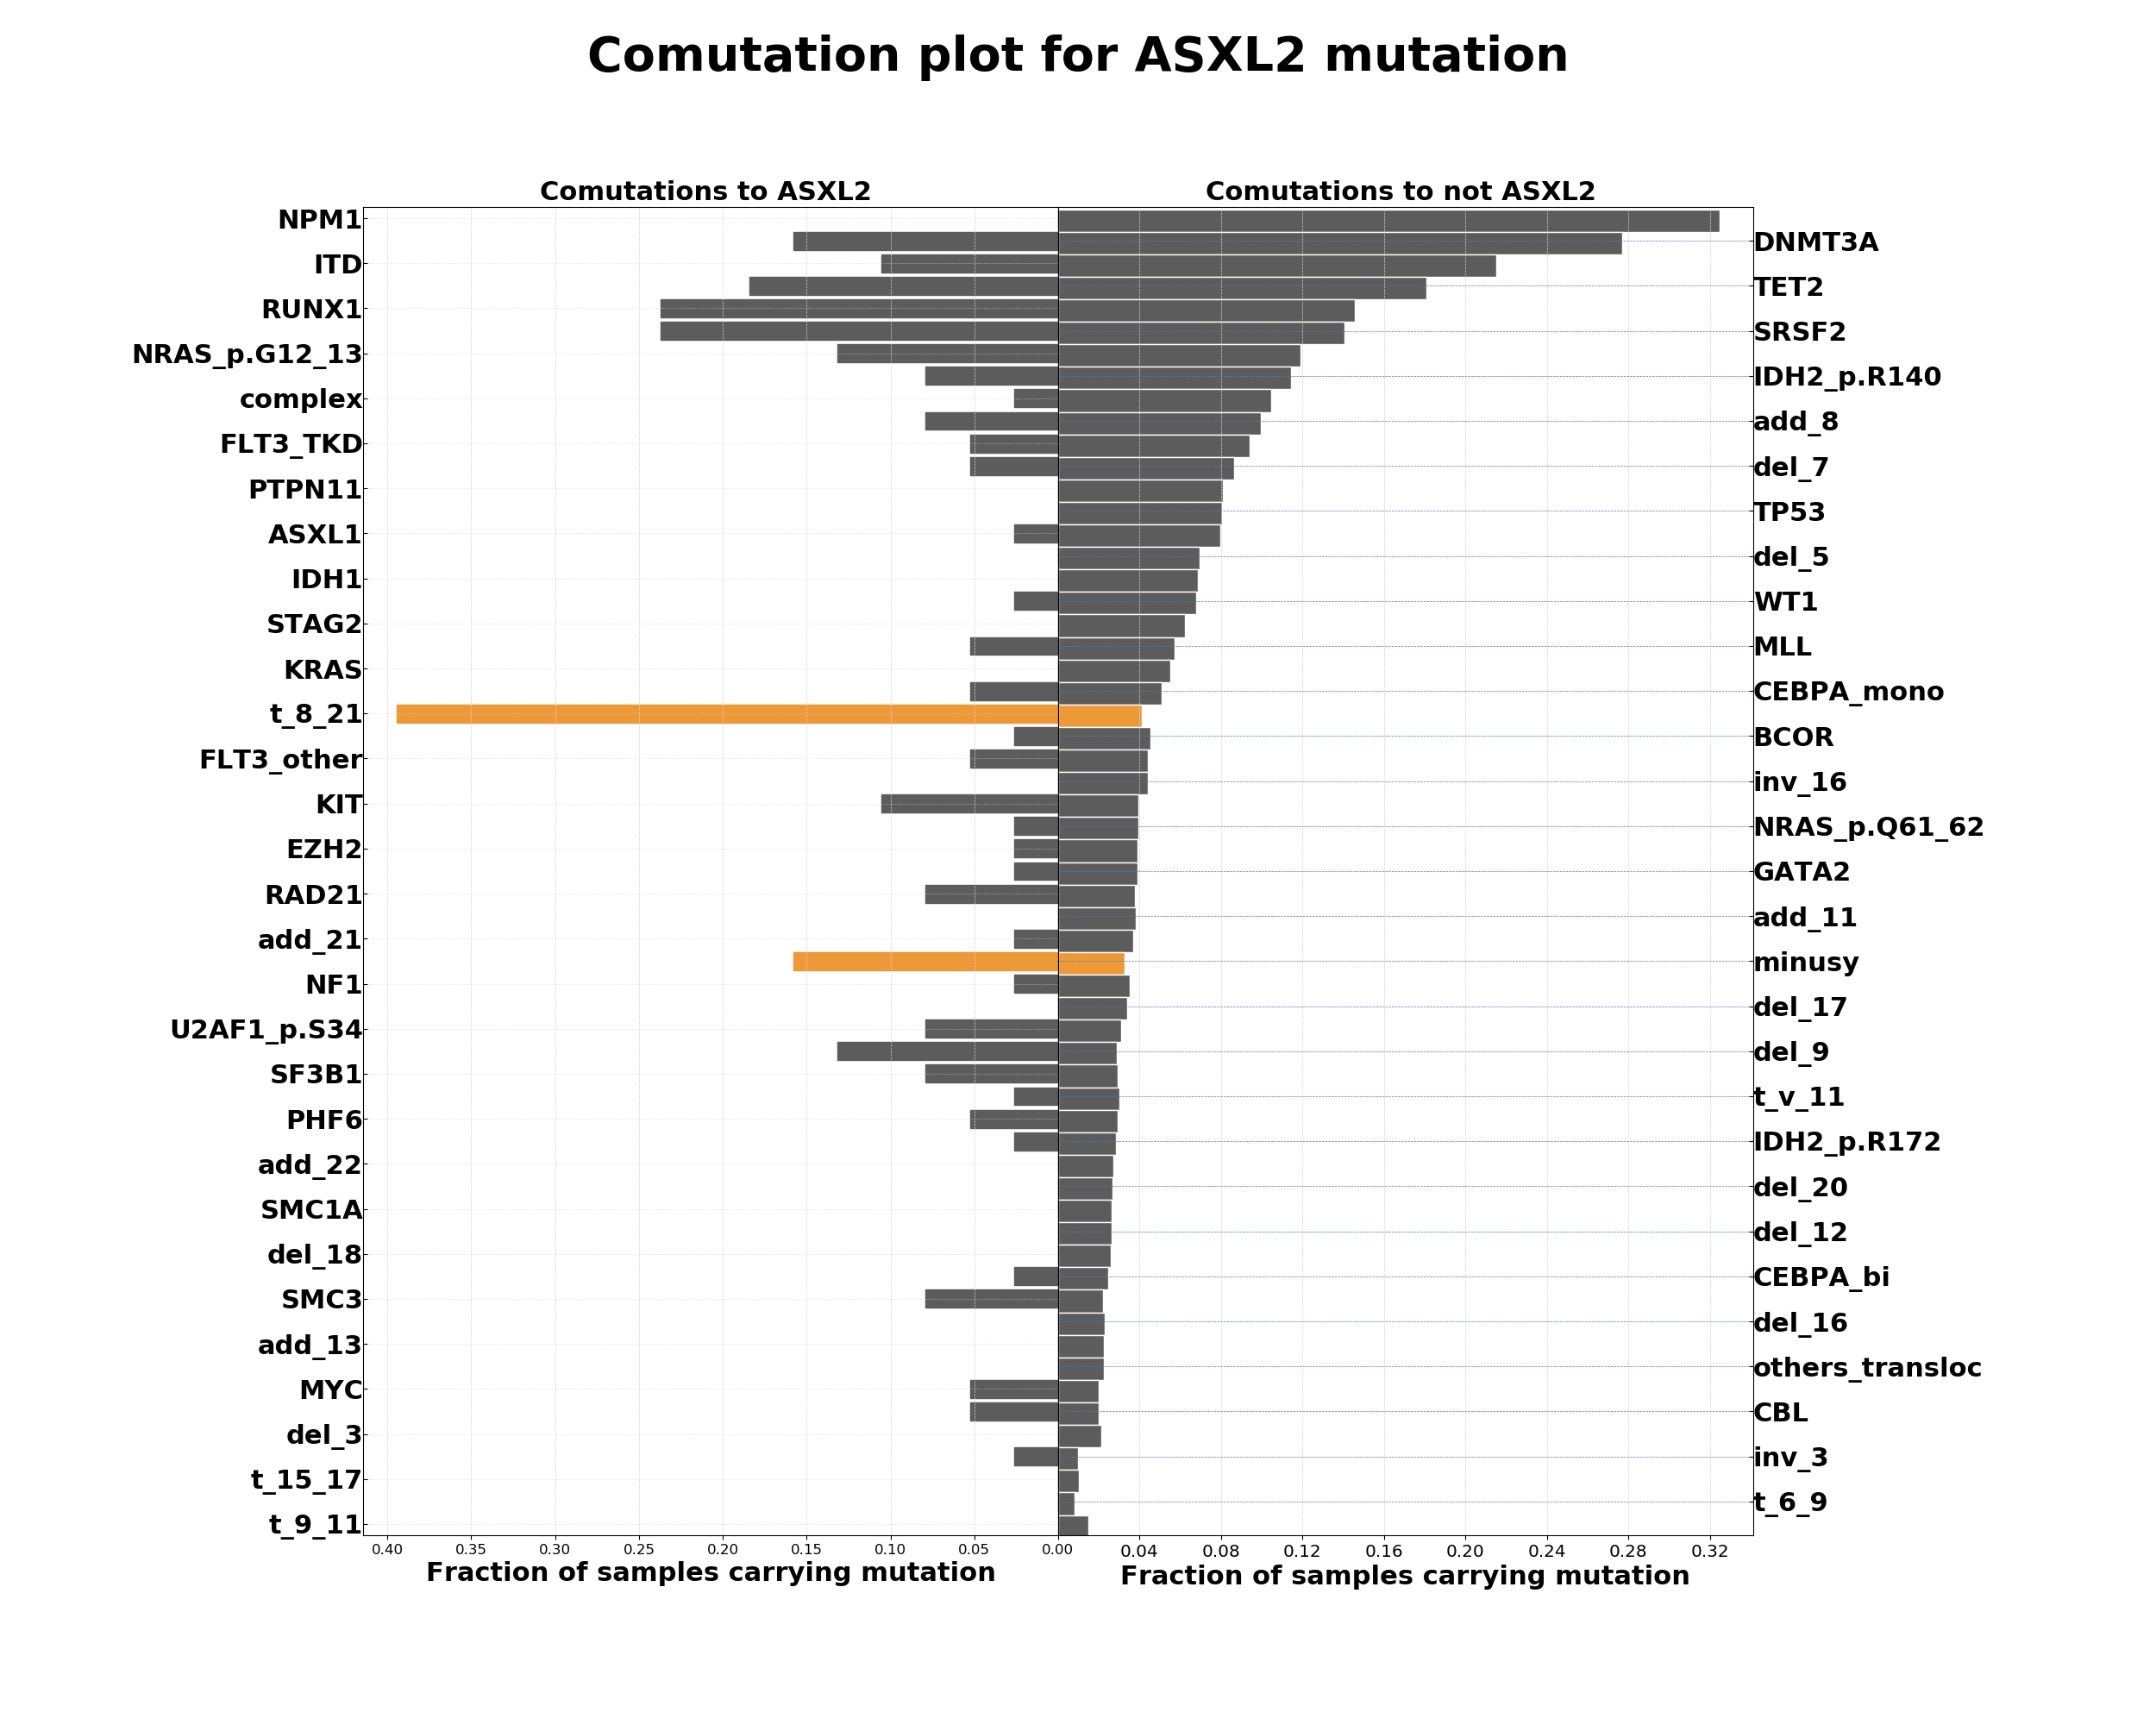 Comutation plot for ASXL2 mutation
Comutations to ASXL2
Comutations to not ASXL2
NPM1
DNMT3A
ITD
TET2
RUNX1
SRSF2
NRAS_p.G12_13
IDH2_p.R140
complex
add_8
FLT3_TKD
del_7
PTPN11
TP53
ASXL1
del_5
IDH1
WT1
STAG2
MLL
KRAS
CEBPA_mono
t_8_21
BCOR
FLT3_other
inv_16
KIT
NRAS_p.Q61_62
EZH2
GATA2
RAD21
add_11
add_21
minusy
NF1
del_17
U2AF1_p.S34
del_9
SF3B1
t_v_11
PHF6
IDH2_p.R172
add_22
del_20
SMC1A
del_12
del_18
CEBPA_bi
SMC3
del_16
add_13
others_transloc
MYC
CBL
del_3
inv_3
t_15_17
t_6_9
t_9_11
0.40 0.35 0.30 0.25 0.20 0.15 0.10 0.05 0.00 0.04 0.08 0.12 0.16 0.20 0.24 0.28 0.32
Fraction of samples carrying mutation
Fraction of samples carrying mutation